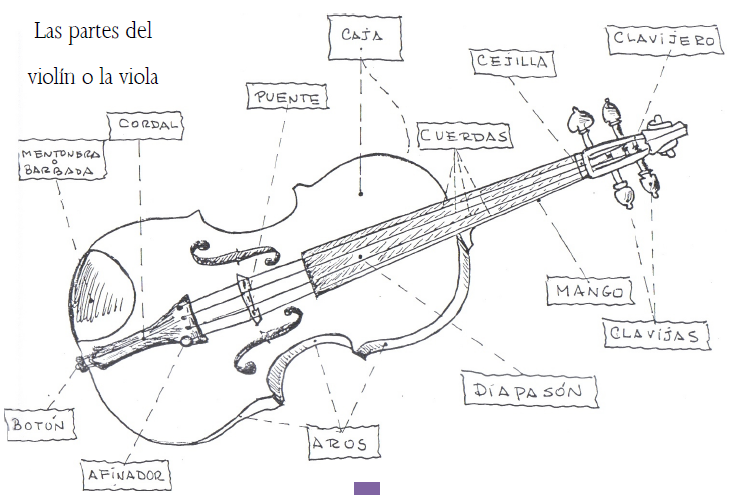 Las partes del
violín o la viola
CAJA
CLAVIJERO
CEJILLA
PUENTE
CORDAL
CUERDAS
MENTONERA
O
BARBADA
MANGO
CLAVIJAS
DIAPASÓN
BOTÓN
AROS
AFINADOR